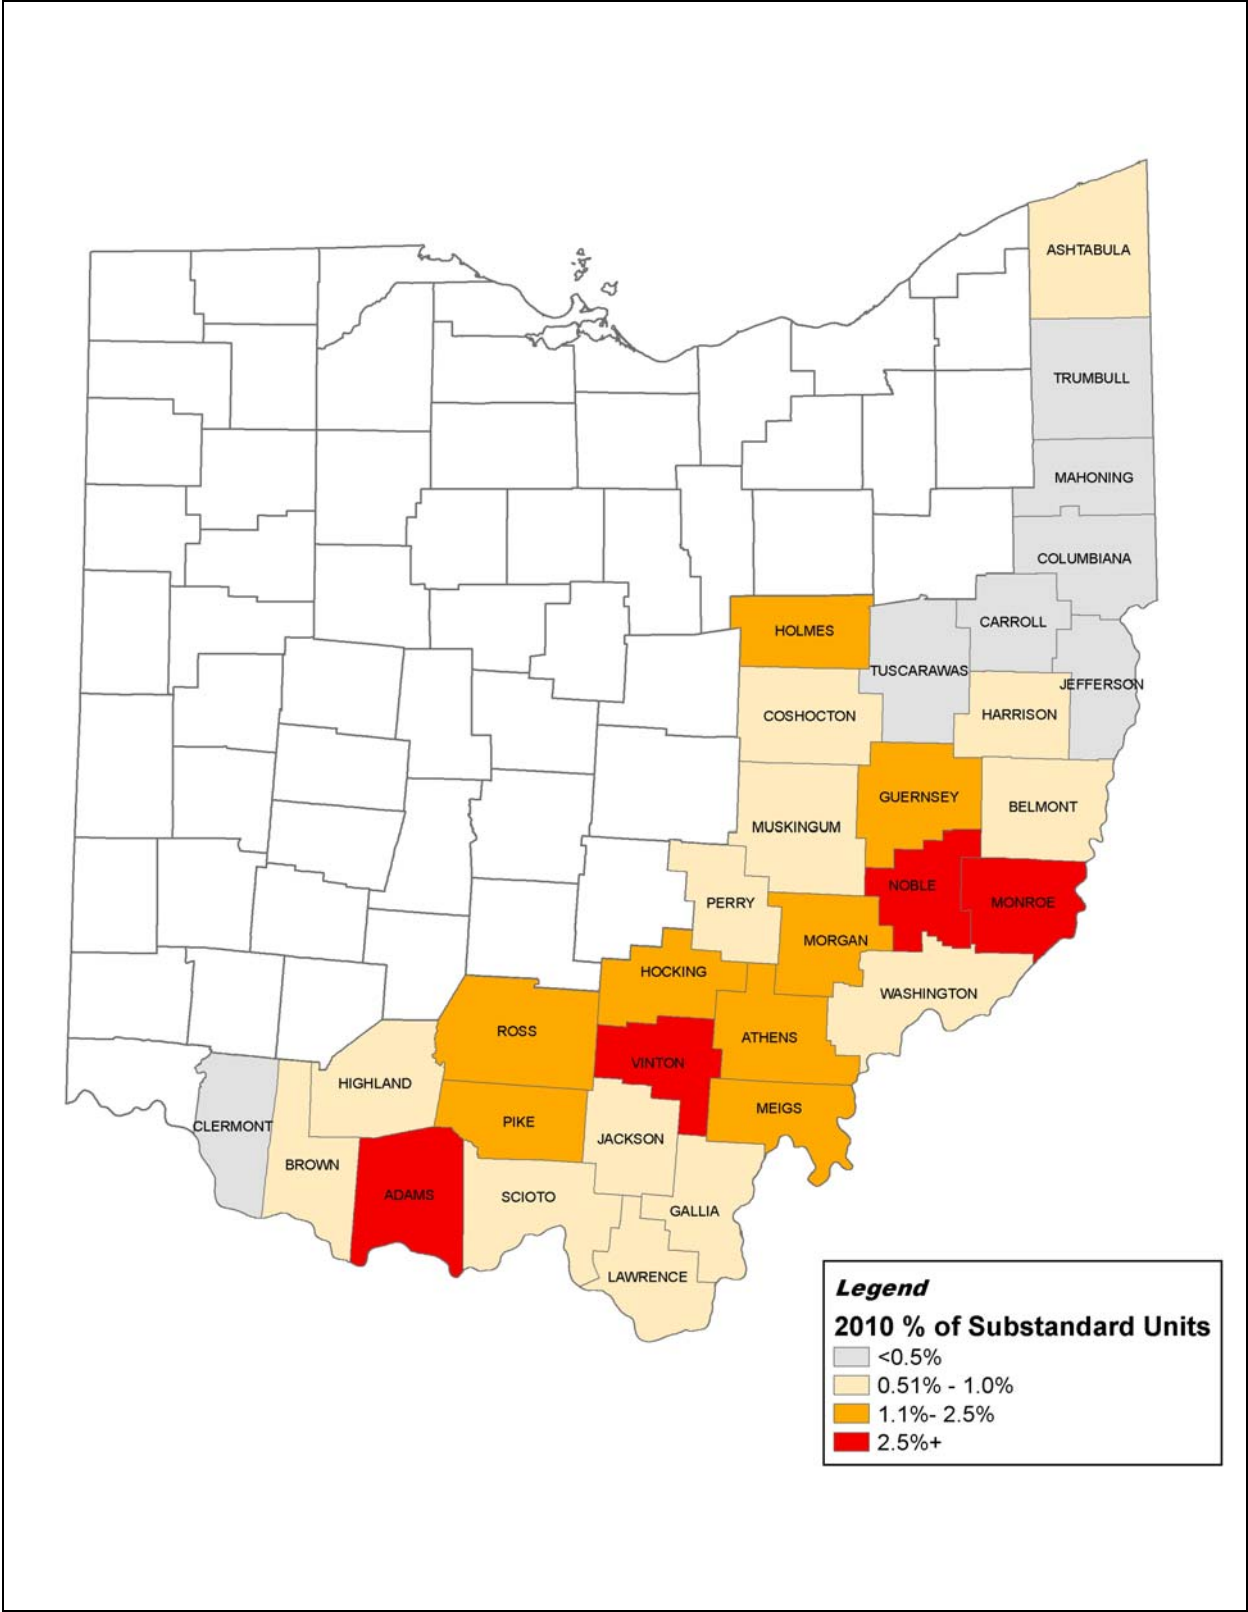 ASHTABULA
TRUMBULL
MAHONING
COLUMBIANA
CARROLL
HOLMES
TUSCARAWAS
JEFFERSON
COSHOCTON
HARRISON
GUERNSEY
BELMONT
MUSKINGUM
NOBLE
MONROE
PERRY
MORGAN
HOCKING
WASHINGTON
ROSS
ATHENS
VINTON
HIGHLAND
MEIGS
PIKE
CLERMONT
JACKSON
BROWN
ADAMS
SCIOTO
GALLIA
LAWRENCE
Legend
2010 % of Substandard Units
<0.5%
0.51% - 1.0%
1.1%- 2.5%
2.5%+